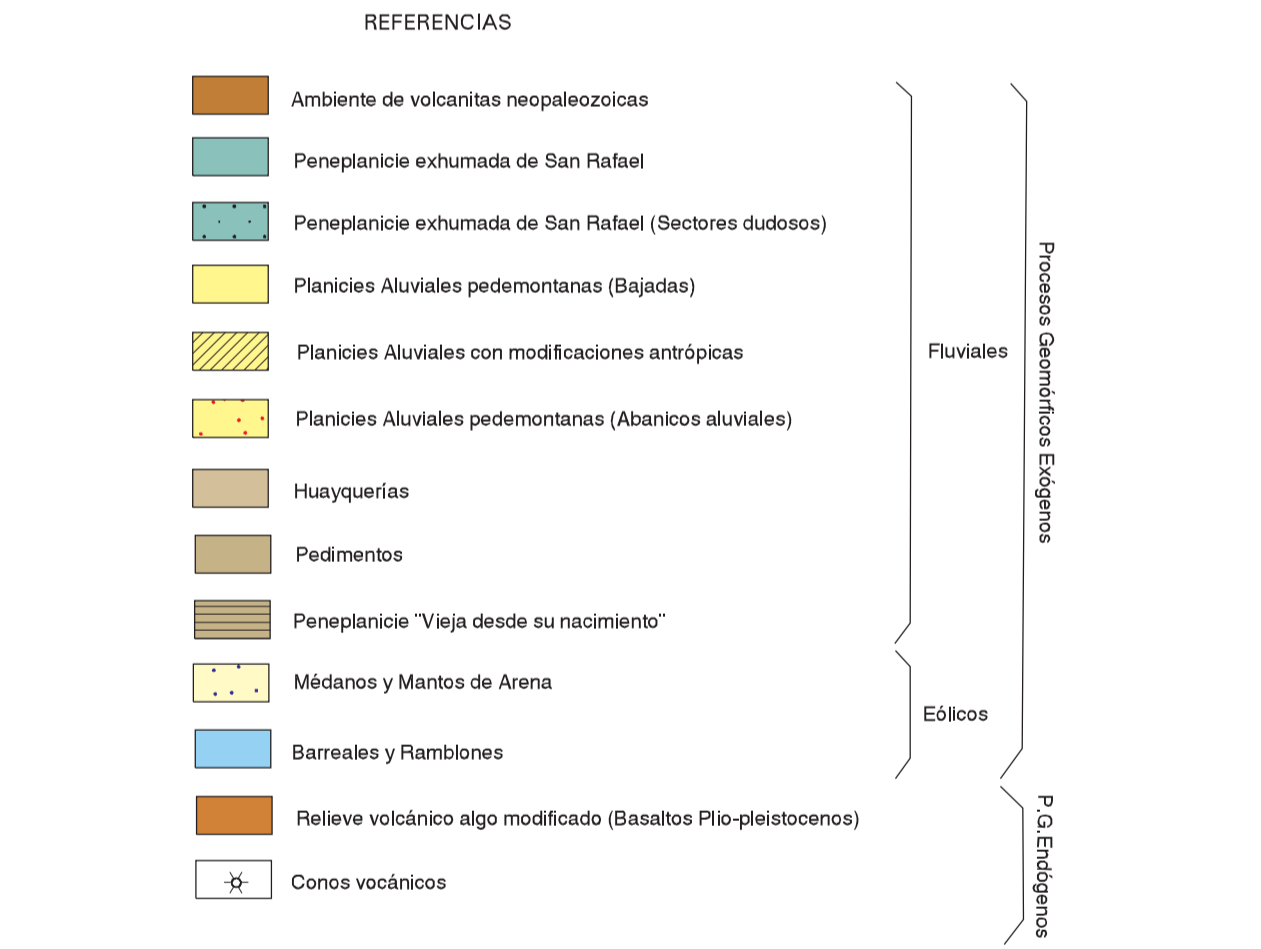 REFERENCIAS
Ambiente de volcanitas neopaleozoicas
Peneplanicie exhumada de San Rafael
Peneplanicie exhumada de San Rafael (Sectores dudosos)
Planicies Aluviales pedemontanas (Bajadas)
Planicies Aluviales con modificaciones antrópicas
Planicies Aluviales pedemontanas (Abanicos aluviales)
Huayquerías
Pedimentos
Peneplanicie ¨Vieja desde su nacimiento¨
Médanos y Mantos de Arena
Barreales y Ramblones
Relieve volcánico algo modificado (Basaltos Plio-pleistocenos)
Conos vocánicos
Fluviales
Eólicos
Procesos Geomórficos Exógenos
P.G.Endógenos